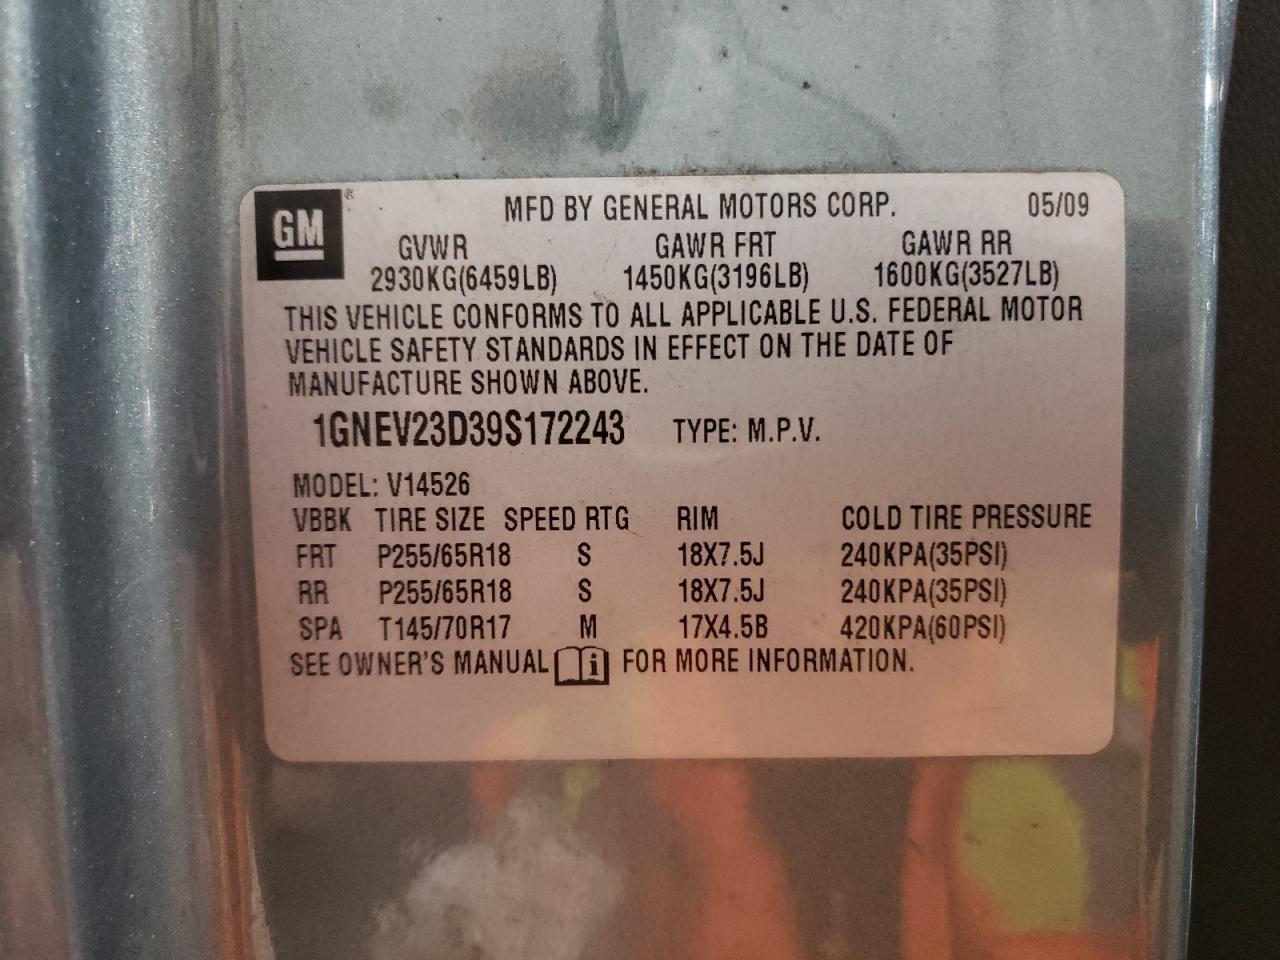 GM® MFD BY GENERAL MOTORS CORP. 05/09
GVWR GAWR FRT GAWR RR
2930KG(6459LB) 1450KG(3196LB) 1600KG(3527LB)
THIS VEHICLE CONFORMS TO ALL APPLICABLE U.S. FEDERAL MOTOR
VEHICLE SAFETY STANDARDS IN EFFECT ON THE DATE OF
MANUFACTURE SHOWN ABOVE.
1GNEV23D39S172243 TYPE: M.P.V.
MODEL: V14526
VBBK TIRE SIZE SPEED RTG RIM COLD TIRE PRESSURE
FRT P255/65R18 S 18X7.5J 240KPA(35PSI)
RR P255/65R18 S 18X7.5J 240KPA(35PSI)
SPA T145/70R17 M 17X4.5B 420KPA(60PSI)
SEE OWNER'S MANUAL i FOR MORE INFORMATION.